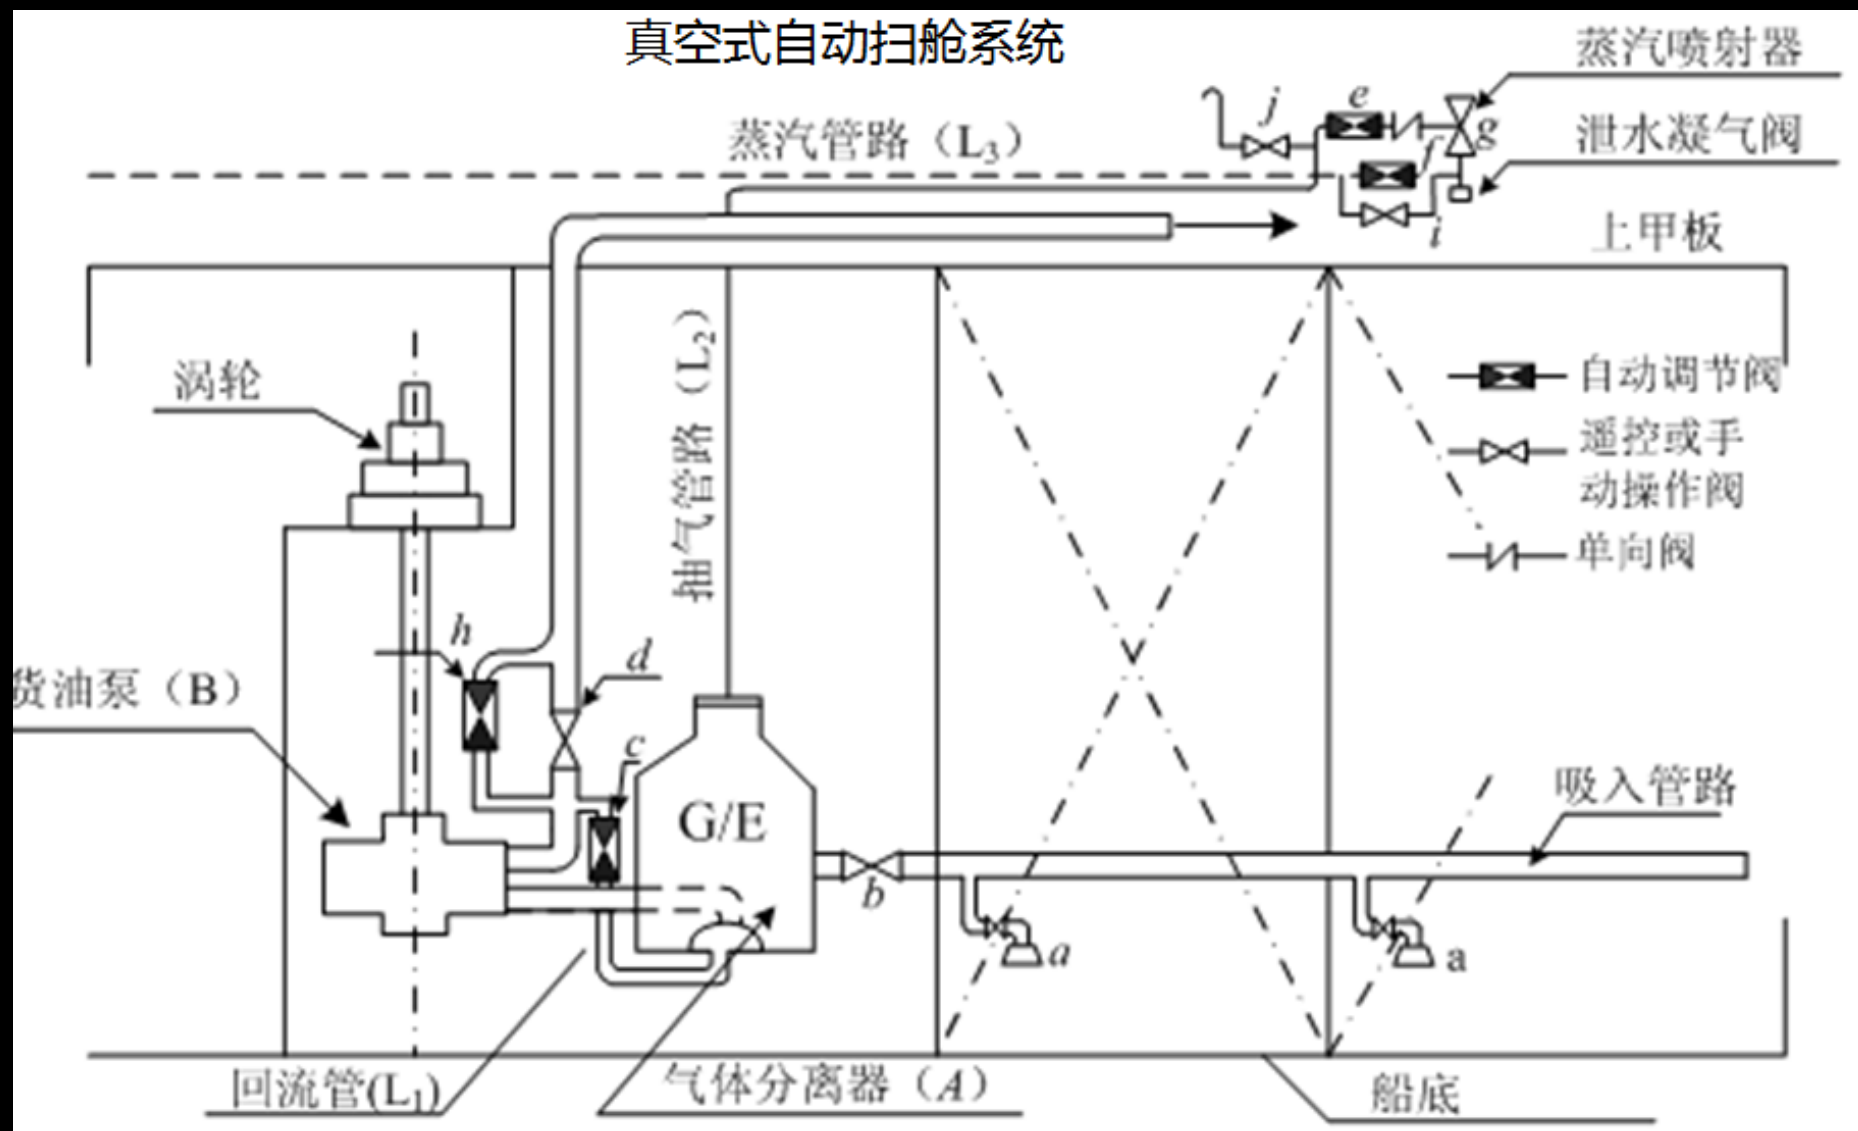 真空式自动扫舱系统
蒸汽喷射器
e
j
g
泄水凝气阀
蒸汽管路（L3）
f
i
上甲板
抽气管路（L2）
涡轮
自动调节阀
遥控或手
动操作阀
单向阀
h
d
货油泵（B）
c
G/E
吸入管路
b
a
a
回流管(L1)
气体分离器（A）
船底